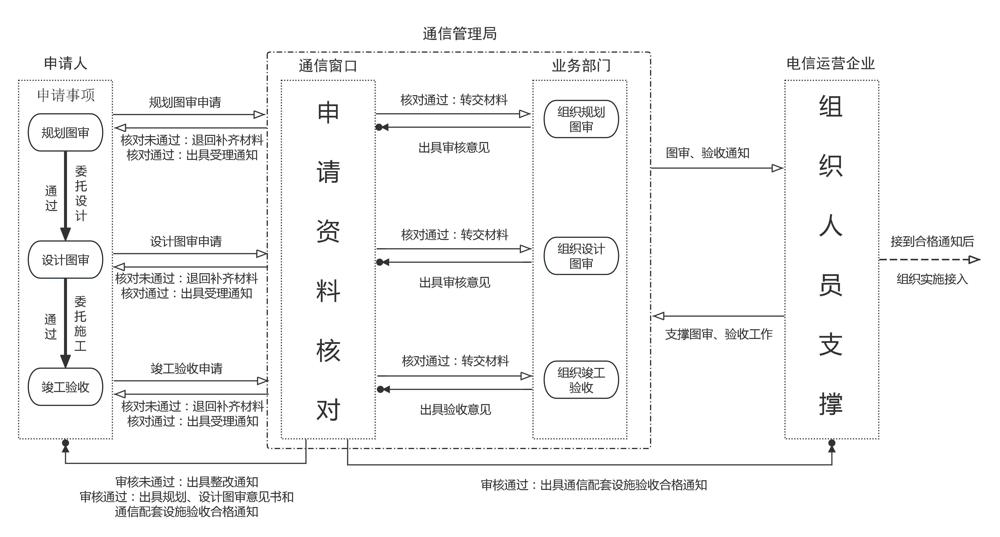 通信管理局
申请人
通信窗口
业务部门
电信运营企业
申请事项
规划图审
通过
委托设计
设计图审
通过
委托施工
竣工验收
规划图审申请
核对未通过：退回补齐材料
核对通过：出具受理通知
设计图审申请
核对未通过：退回补齐材料
核对通过：出具受理通知
竣工验收申请
核对未通过：退回补齐材料
核对通过：出具受理通知
申请资料核对
核对通过：转交材料
出具审核意见
核对通过：转交材料
出具审核意见
核对通过：转交材料
出具验收意见
组织规划
图审
组织设计
图审
组织竣工
验收
图审、验收通知
支撑图审、验收工作
组织人员支撑
接到合格通知后
组织实施接入
审核未通过：出具整改通知
审核通过：出具规划、设计图审意见书和
通信配套设施验收合格通知
审核通过：出具通信配套设施验收合格通知